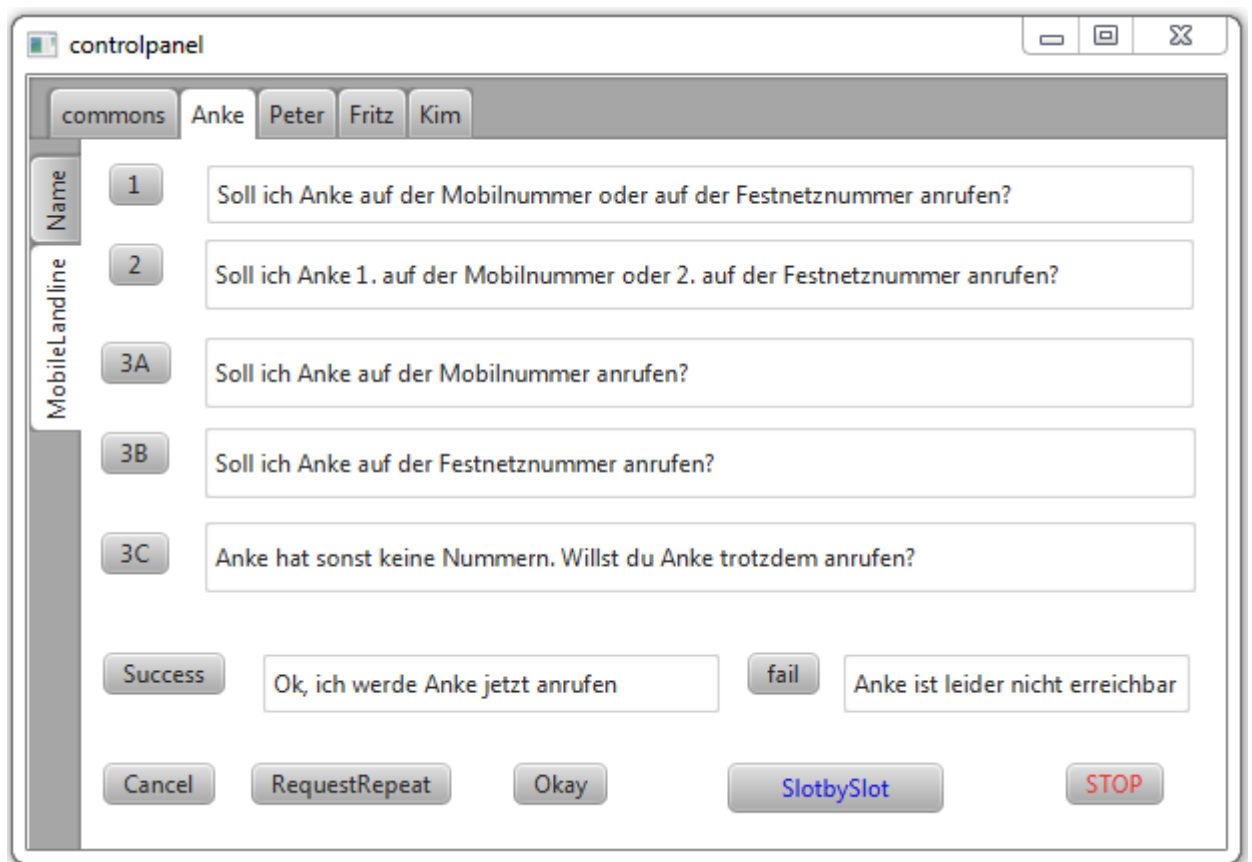 controlpanel
commons Anke Peter Fritz Kim
Name
MobileLandline
1 Soll ich Anke auf der Mobilnummer oder auf der Festnetznummer anrufen?
2 Soll ich Anke 1. auf der Mobilnummer oder 2. auf der Festnetznummer anrufen?
3A Soll ich Anke auf der Mobilnummer anrufen?
3B Soll ich Anke auf der Festnetznummer anrufen?
3C Anke hat sonst keine Nummern. Willst du Anke trotzdem anrufen?
Success Ok, ich werde Anke jetzt anrufen fail Anke ist leider nicht erreichbar
Cancel RequestRepeat Okay SlotbySlot STOP